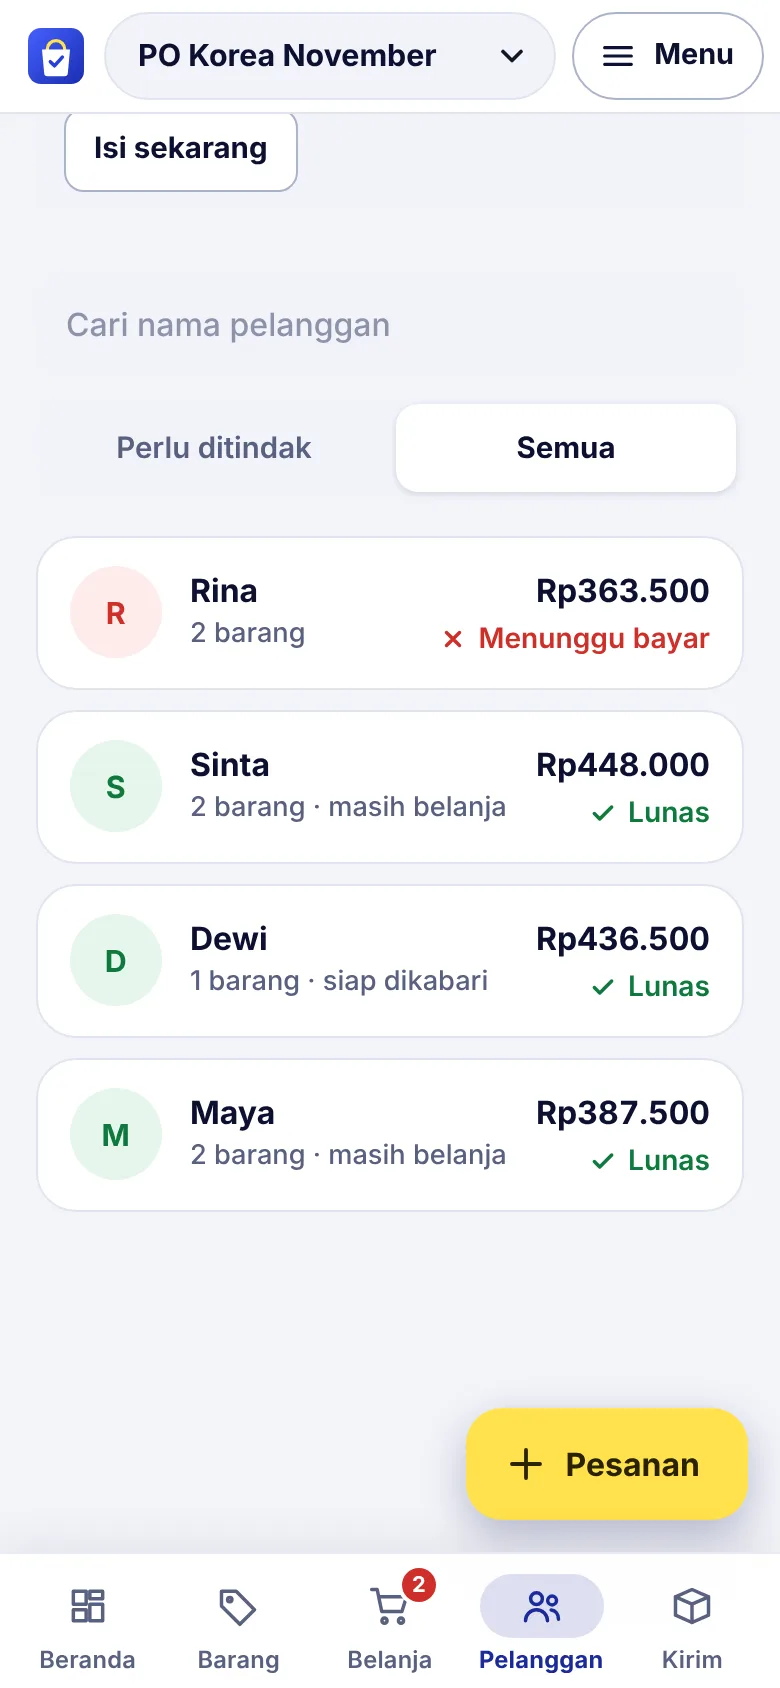 PO Korea November
Menu
Isi sekarang
Cari nama pelanggan
Perlu ditindak
Semua
R
Rina
Rp363.500
2 barang
Menunggu bayar
S
Sinta
Rp448.000
2 barang · masih belanja
Lunas
D
Dewi
Rp436.500
1 barang · siap dikabari
Lunas
M
Maya
Rp387.500
2 barang · masih belanja
Lunas
Pesanan
2
Beranda
Barang
Belanja
Pelanggan
Kirim